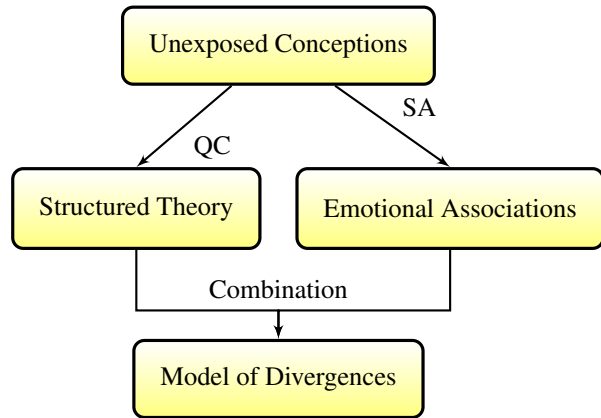 Unexposed Conceptions
SA
QC
Structured Theory
Emotional Associations
Combination
Model of Divergences